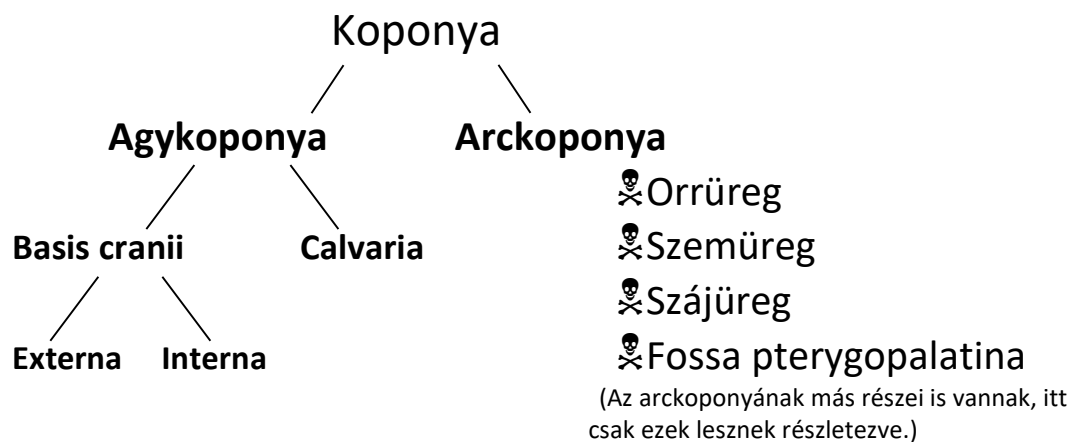 Koponya
Agykoponya Arckoponya
☠Orrüreg
Basis cranii Calvaria ☠Szemüreg
☠Szájüreg
Externa Interna ☠Fossa pterygopalatina
(Az arckoponyának más részei is vannak, itt
csak ezek lesznek részletezve.)